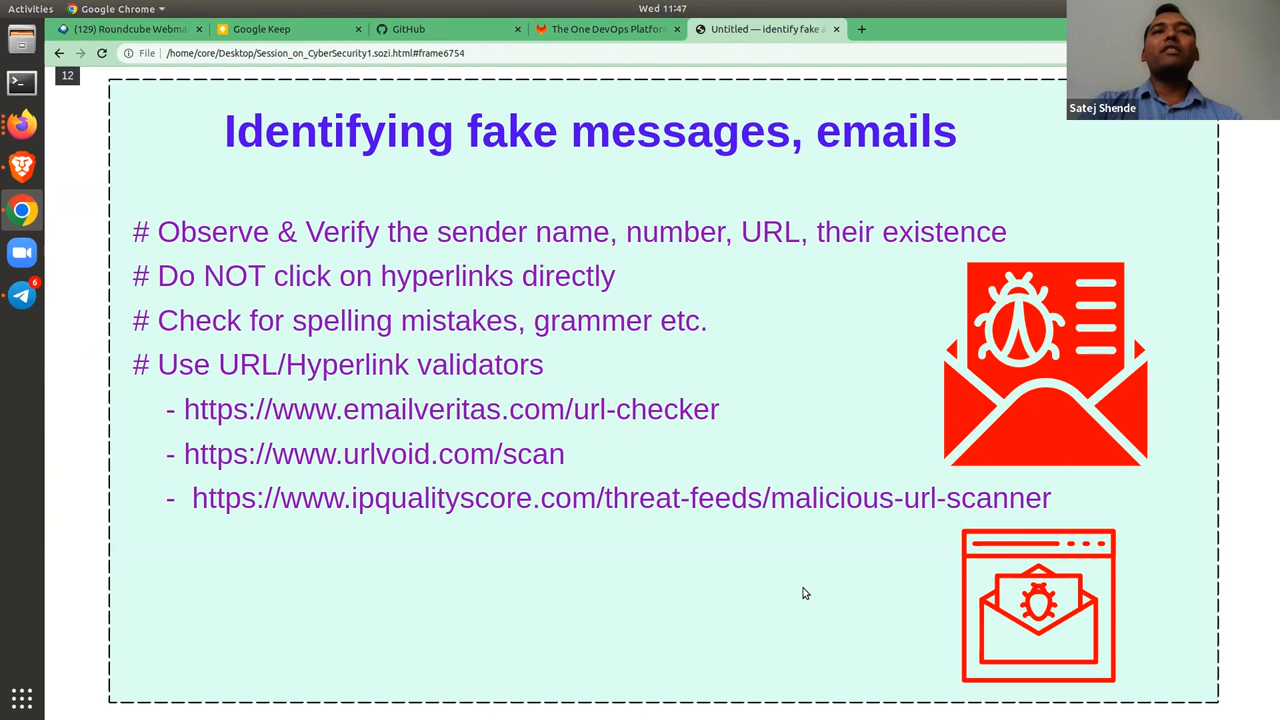 Activities
Google Chrome
Wed 11:47
(129) Roundcube Webma
Google Keep
GitHub
The One DevOps Platfor
Untitled — identify fake a
File
/home/core/Desktop/Session_on_CyberSecurity1.sozi.html#frame6754
12
Satej Shende
Identifying fake messages, emails
# Observe & Verify the sender name, number, URL, their existence
# Do NOT click on hyperlinks directly
# Check for spelling mistakes, grammer etc.
# Use URL/Hyperlink validators
- https://www.emailveritas.com/url-checker
- https://www.urlvoid.com/scan
- https://www.ipqualityscore.com/threat-feeds/malicious-url-scanner
6